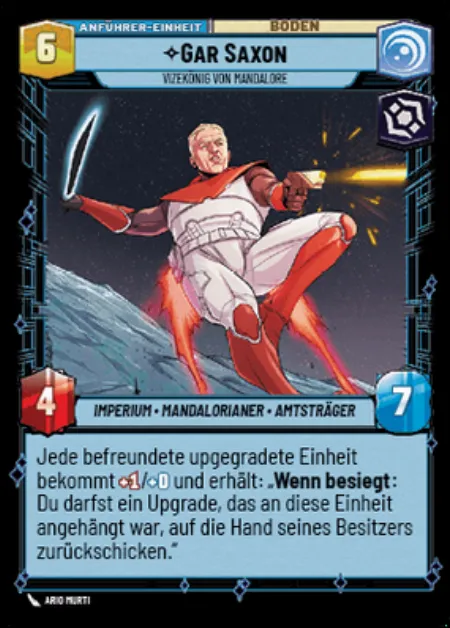 6
ANFÜHRER-EINHEIT
BODEN
GAR SAXON
VIZEKÖNIG VON MANDALORE
4
IMPERIUM • MANDALORIANER • AMTSTRÄGER
7
Jede befreundete upgegradete Einheit
bekommt +1/+0 und erhält: „Wenn besiegt:
Du darfst ein Upgrade, das an diese Einheit
angehängt war, auf die Hand seines Besitzers
zurückschicken.“
ARIO MURTI